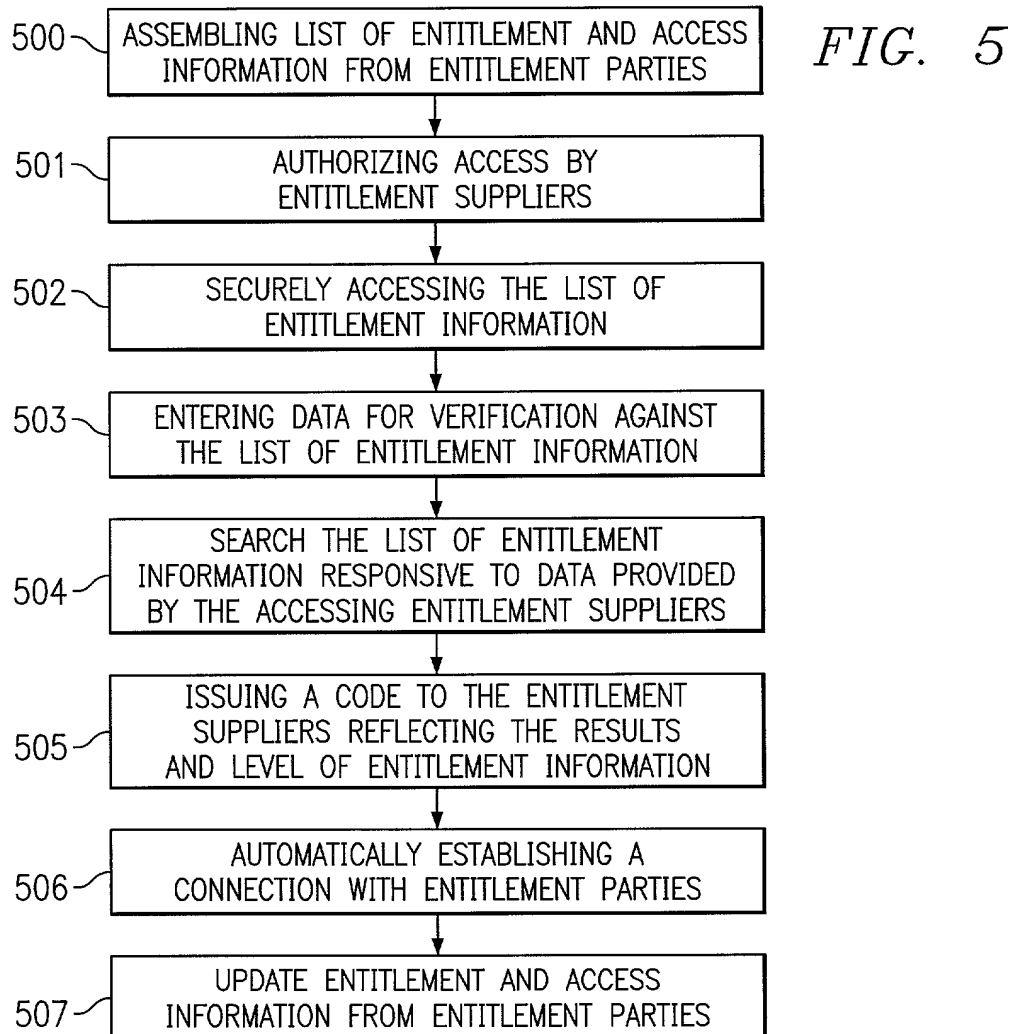 FIG. 5
500
ASSEMBLING LIST OF ENTITLEMENT AND ACCESS
INFORMATION FROM ENTITLEMENT PARTIES
501
AUTHORIZING ACCESS BY
ENTITLEMENT SUPPLIERS
502
SECURELY ACCESSING THE LIST OF
ENTITLEMENT INFORMATION
503
ENTERING DATA FOR VERIFICATION AGAINST
THE LIST OF ENTITLEMENT INFORMATION
504
SEARCH THE LIST OF ENTITLEMENT
INFORMATION RESPONSIVE TO DATA PROVIDED
BY THE ACCESSING ENTITLEMENT SUPPLIERS
505
ISSUING A CODE TO THE ENTITLEMENT
SUPPLIERS REFLECTING THE RESULTS
AND LEVEL OF ENTITLEMENT INFORMATION
506
AUTOMATICALLY ESTABLISHING A
CONNECTION WITH ENTITLEMENT PARTIES
507
UPDATE ENTITLEMENT AND ACCESS
INFORMATION FROM ENTITLEMENT PARTIES